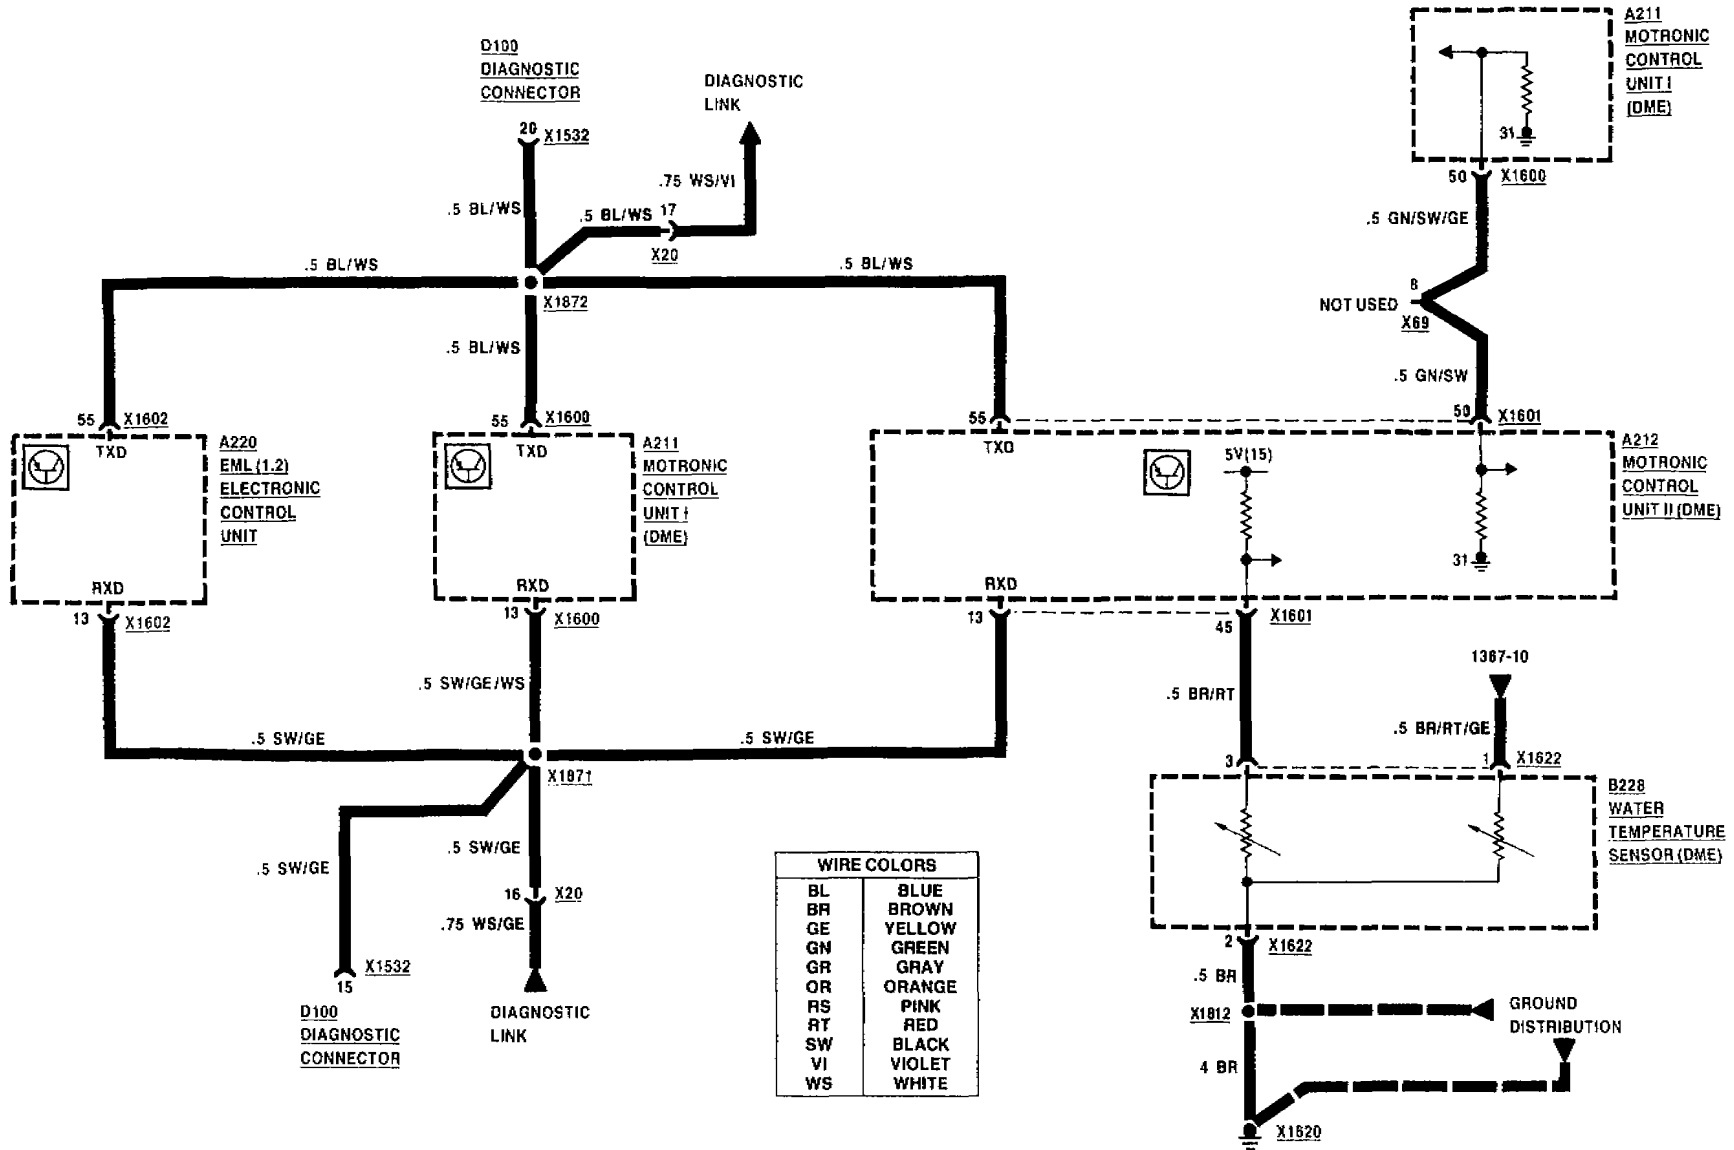 D100
DIAGNOSTIC
CONNECTOR
20 X1532
DIAGNOSTIC
LINK
.75 WS/VI
.5 BL/WS
.5 BL/WS 17
X20
.5 BL/WS
.5 BL/WS
X1872
.5 BL/WS
A211
MOTRONIC
CONTROL
UNIT I
(DME)
31
50 X1600
.5 GN/SW/GE
8
NOT USED
X69
.5 GN/SW
55 X1602
TXD
A220
EML (1.2)
ELECTRONIC
CONTROL
UNIT
RXD
13 X1602
55 X1600
TXD
A211
MOTRONIC
CONTROL
UNIT I
(DME)
RXD
13 X1600
55
TXD
50 X1601
5V(15)
31
A212
MOTRONIC
CONTROL
UNIT II (DME)
RXD
13
45 X1601
.5 SW/GE/WS
.5 SW/GE
.5 SW/GE
X1871
.5 SW/GE
.5 SW/GE
16 X20
.75 WS/GE
X1532
15
D100
DIAGNOSTIC
CONNECTOR
DIAGNOSTIC
LINK
1367-10
.5 BR/RT
.5 BR/RT/GE
3
1 X1622
B228
WATER
TEMPERATURE
SENSOR (DME)
2 X1622
.5 BR
X1812
GROUND
DISTRIBUTION
4 BR
X1620
WIRE COLORS
BL BLUE
BR BROWN
GE YELLOW
GN GREEN
GR GRAY
OR ORANGE
RS PINK
RT RED
SW BLACK
VI VIOLET
WS WHITE